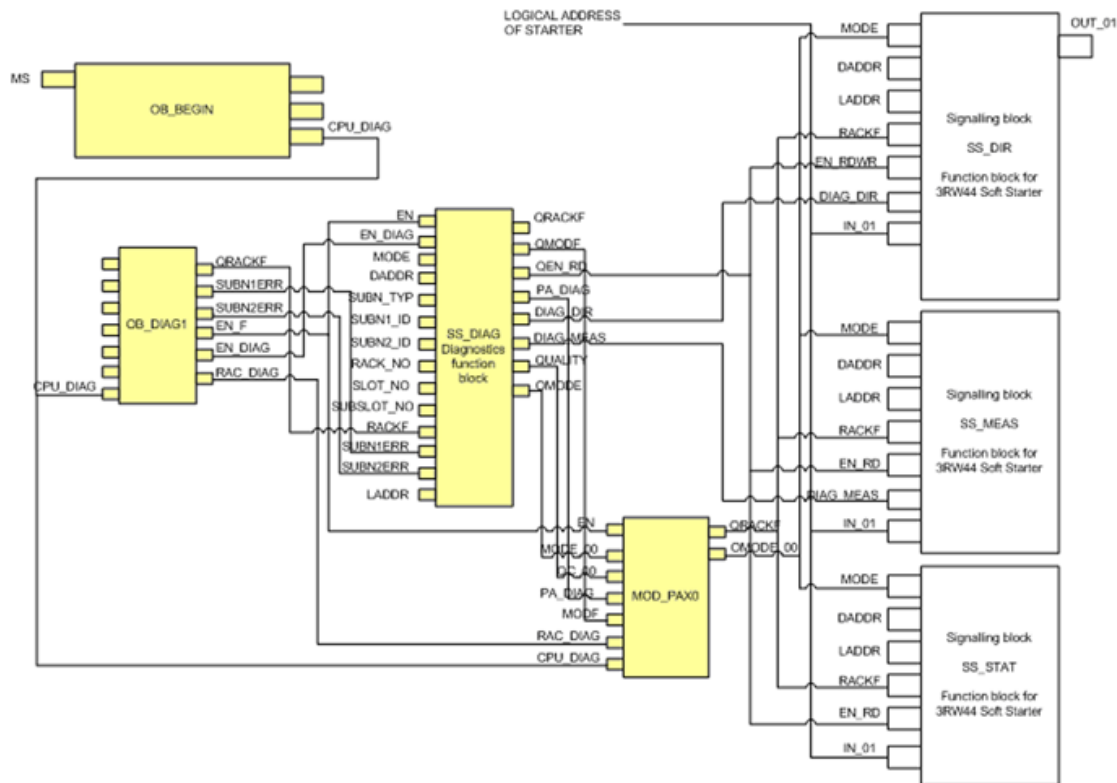 LOGICAL ADDRESS
OF STARTER
MS
OB_BEGIN
CPU_DIAG
OB_DIAG1
QRACKF
SUBN1ERR
SUBN2ERR
EN_F
EN_DIAG
RAC_DIAG
CPU_DIAG
EN
EN_DIAG
MODE
DADDR
SUBN_TYP
SUBN1_ID
SUBN2_ID
RACK_NO
SLOT_NO
SUBSLOT_NO
RACKF
SUBN1ERR
SUBN2ERR
LADDR
SS_DIAG
Diagnostics
function
block
QRACKF
OMODF
QEN_RD
PA_DIAG
DIAG_DIR
DIAG_MEAS
QUALITY
OMODE
EN
MODE_00
QC_00
PA_DIAG
MODF
RAC_DIAG
CPU_DIAG
MOD_PAX0
QRACKF
OMODE_00
MODE
DADDR
LADDR
RACKF
EN_RDWR
DIAG_DIR
IN_01
Signalling block
SS_DIR
Function block for
3RW44 Soft Starter
OUT_01
MODE
DADDR
LADDR
RACKF
EN_RD
DIAG_MEAS
IN_01
Signalling block
SS_MEAS
Function block for
3RW44 Soft Starter
MODE
DADDR
LADDR
RACKF
EN_RD
IN_01
Signalling block
SS_STAT
Function block for
3RW44 Soft Starter